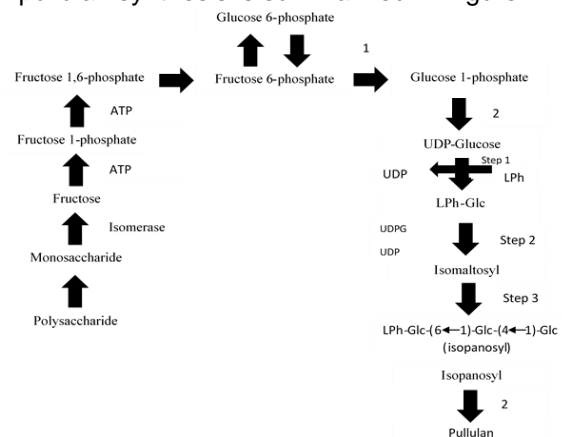 Glucose 6-phosphate
1
Fructose 1,6-phosphate
Fructose 6-phosphate
Glucose 1-phosphate
ATP
2
Fructose 1-phosphate
UDP-Glucose
Step 1
ATP
UDP
LPh
Fructose
LPh-Glc
Isomerase
UDPG
Step 2
UDP
Monosaccharide
Isomaltosyl
Step 3
Polysaccharide
LPh-Glc-(6←1)-Glc-(4←1)-Glc
(isopanosyl)
Isopanosyl
2
Pullulan